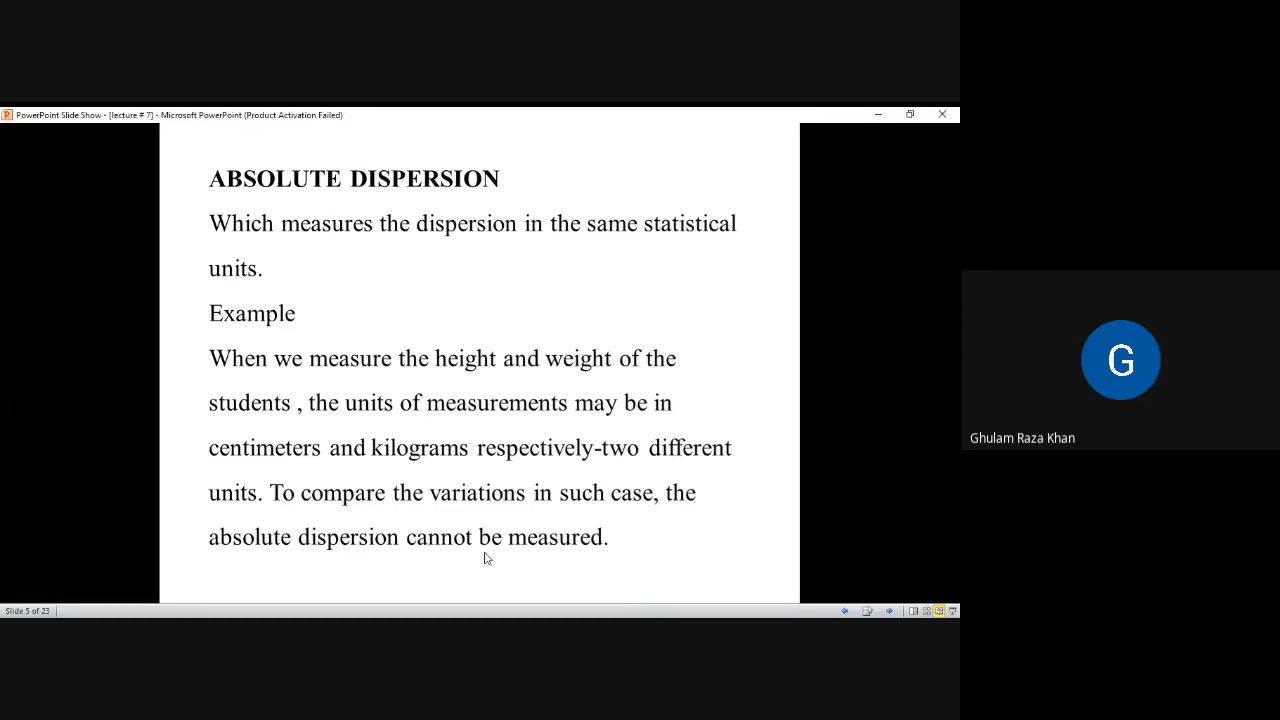 PowerPoint Slide Show - [lecture # 7] - Microsoft PowerPoint (Product Activation Failed)
ABSOLUTE DISPERSION
Which measures the dispersion in the same statistical
units.
Example
When we measure the height and weight of the
students , the units of measurements may be in
centimeters and kilograms respectively-two different
units. To compare the variations in such case, the
absolute dispersion cannot be measured.
Slide 5 of 23
G
Ghulam Raza Khan